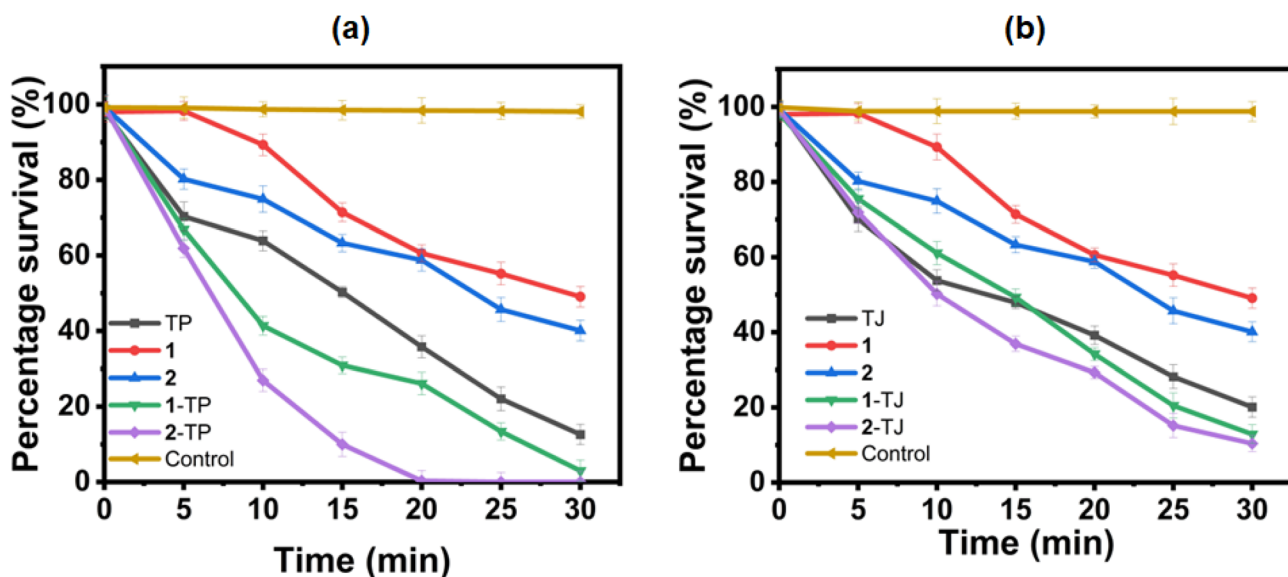 (a)
Percentage survival (%)
100
80
60
40
20
0
TP
1
2
1-TP
2-TP
Control
0 5 10 15 20 25 30
Time (min)
(b)
Percentage survival (%)
100
80
60
40
20
0
TJ
1
2
1-TJ
2-TJ
Control
0 5 10 15 20 25 30
Time (min)